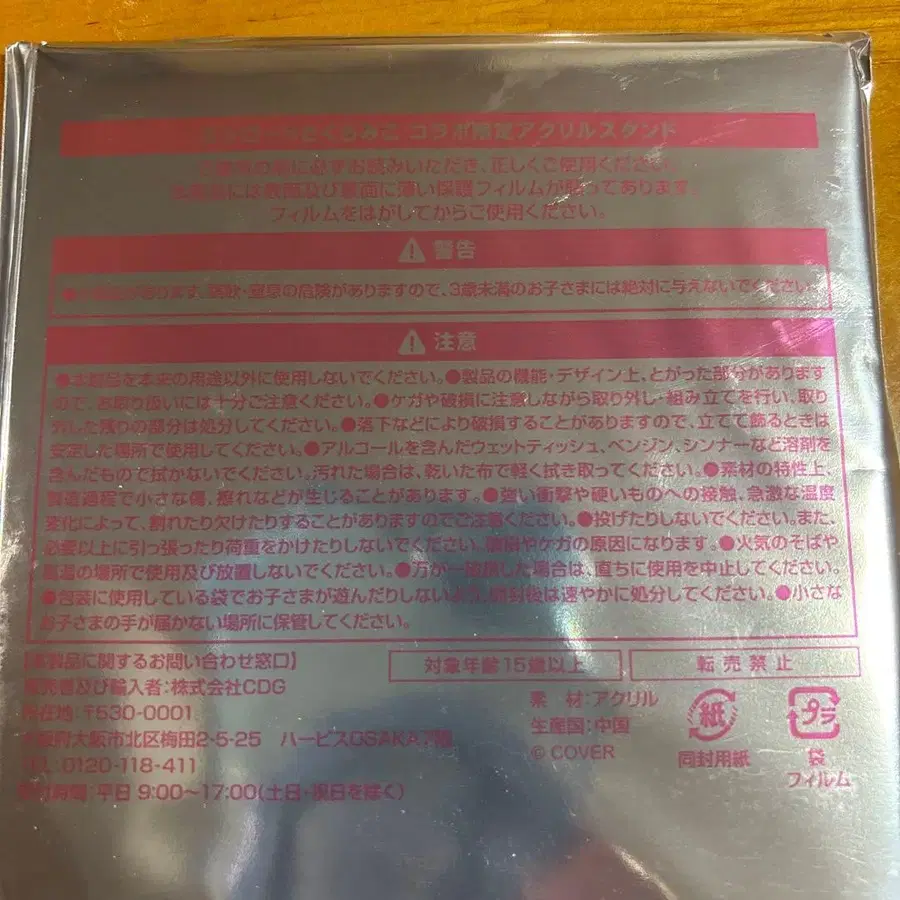 さくらみこ コラボ限定アクリルスタンド
ご使用の前に必ずお読みいただき、正しくご使用ください。
本製品には表面及び裏面に薄い保護フィルムが貼ってあります。
フィルムをはがしてからご使用ください。
警告
があります。誤飲・窒息の危険がありますので、3歳未満のお子さまには絶対に与えないでください。
注意
●本製品を本来の用途以外に使用しないでください。●製品の機能・デザイン上、とがった部分があります
ので、お取り扱いには十分ご注意ください。●ケガや破損に注意しながら取り外し・組み立てを行い、取り
外した残りの部分は処分してください。●落下などにより破損することがありますので、立てて飾るときは
安定した場所で使用してください。●アルコールを含んだウェットティッシュ、ベンジン、シンナーなど溶剤を
含んだもので拭かないでください。汚れた場合は、乾いた布で軽く拭き取ってください。●素材の特性上、
製造過程で小さな傷、擦れなどが生じることがあります。●強い衝撃や硬いものへの接触、急激な温度
変化によって、割れたり欠けたりすることがありますのでご注意ください。●投げたりしないでください。また、
必要以上に引っ張ったり荷重をかけたりしないでください。破損やケガの原因になります。●火気のそばや
高温の場所で使用及び放置しないでください。●万が一破損した場合は、直ちに使用を中止してください。
●包装に使用している袋でお子さまが遊んだりしないよう、開封後は速やかに処分してください。●小さな
お子さまの手が届かない場所に保管してください。
【本製品に関するお問い合わせ窓口】
対象年齢15歳以上
転売禁止
発売者及び輸入者:株式会社CDG
所在地:〒530-0001
大阪府大阪市北区梅田2-5-25 ハービスOSAKA7階
TEL:0120-118-411
受付時間:平日 9:00~17:00(土日・祝日を除く)
素 材:アクリル
生産国:中国
© COVER
紙
同封用紙
プラ
袋
フィルム